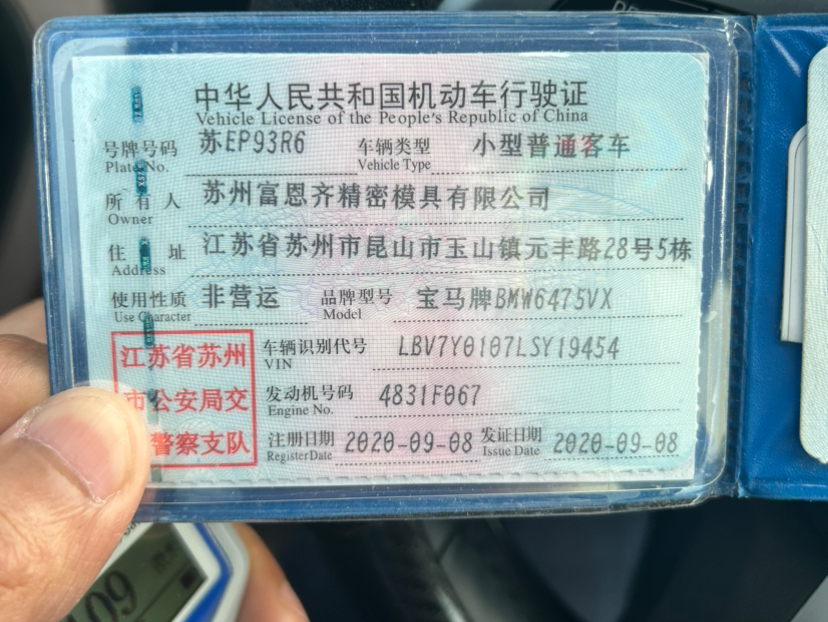 中华人民共和国机动车行驶证
Vehicle License of the People's Republic of China
号牌号码 苏EP93R6 车辆类型 小型普通客车
Plate No. Vehicle Type
所有人 苏州富恩齐精密模具有限公司
Owner
住址 江苏省苏州市昆山市玉山镇元丰路28号5栋
Address
使用性质 非营运 品牌型号 宝马牌BMW6475VX
Use Character Model
江苏省苏州
市公安局交
警察支队
车辆识别代号 LBV7Y0107LSY19454
VIN
发动机号码 4831F067
Engine No.
注册日期 2020-09-08 发证日期 2020-09-08
Register Date Issue Date
09